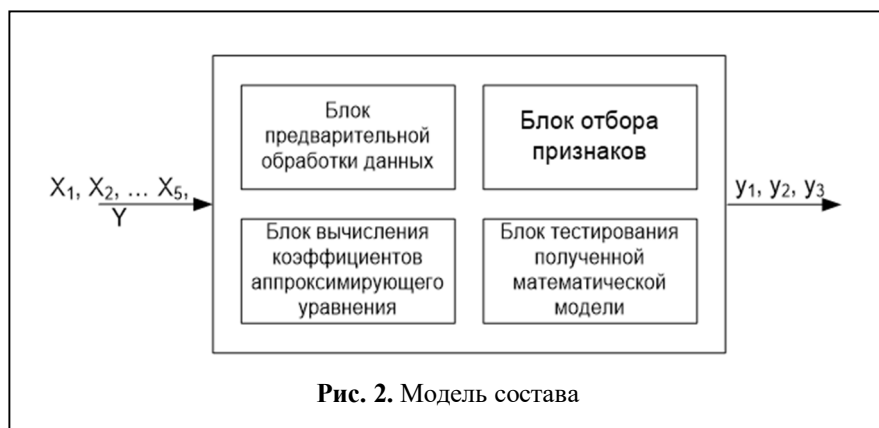 Блок
предварительной
обработки данных
Блок отбора
признаков
X₁, X₂, ... X₅,
Y
y₁, y₂, y₃
Блок вычисления
коэффициентов
аппроксимирующего
уравнения
Блок тестирования
полученной
математической
модели
Рис. 2. Модель состава